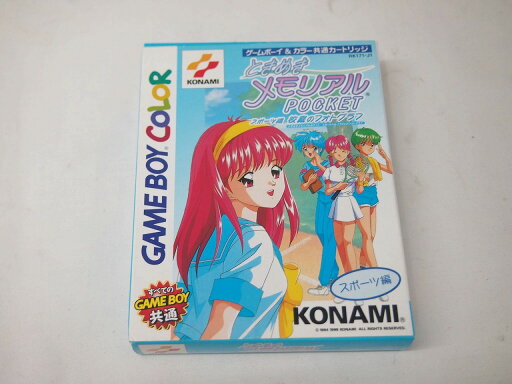 ゲームボーイ&カラー共通カートリッジ
KONAMI
ときめき
メモリアル
POCKET
スポーツ編 校庭のフォトグラフ
GAME BOY COLOR
すべての
GAME BOY
共通
スポーツ編
KONAMI